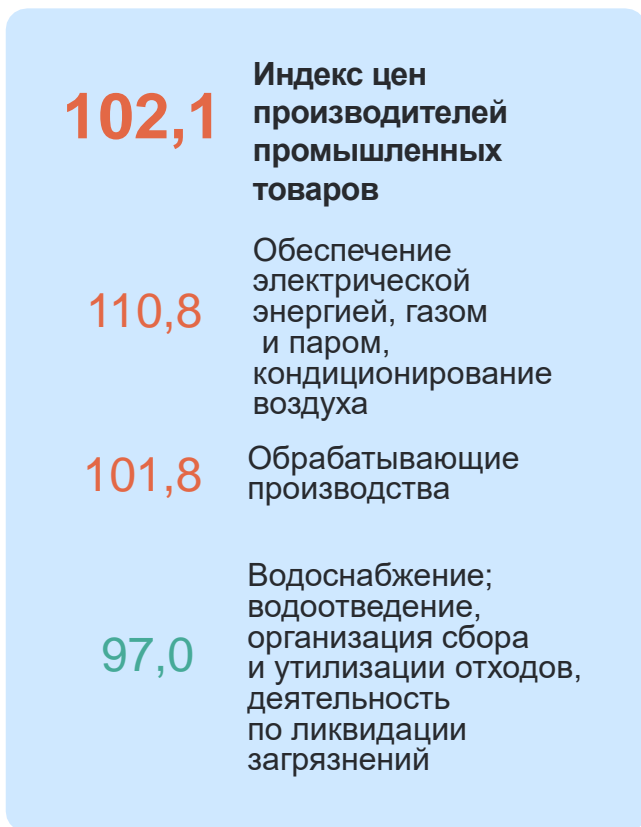 102,1
Индекс цен
производителей
промышленных
товаров
110,8
Обеспечение
электрической
энергией, газом
и паром,
кондиционирование
воздуха
101,8
Обрабатывающие
производства
97,0
Водоснабжение;
водоотведение,
организация сбора
и утилизации отходов,
деятельность
по ликвидации
загрязнений